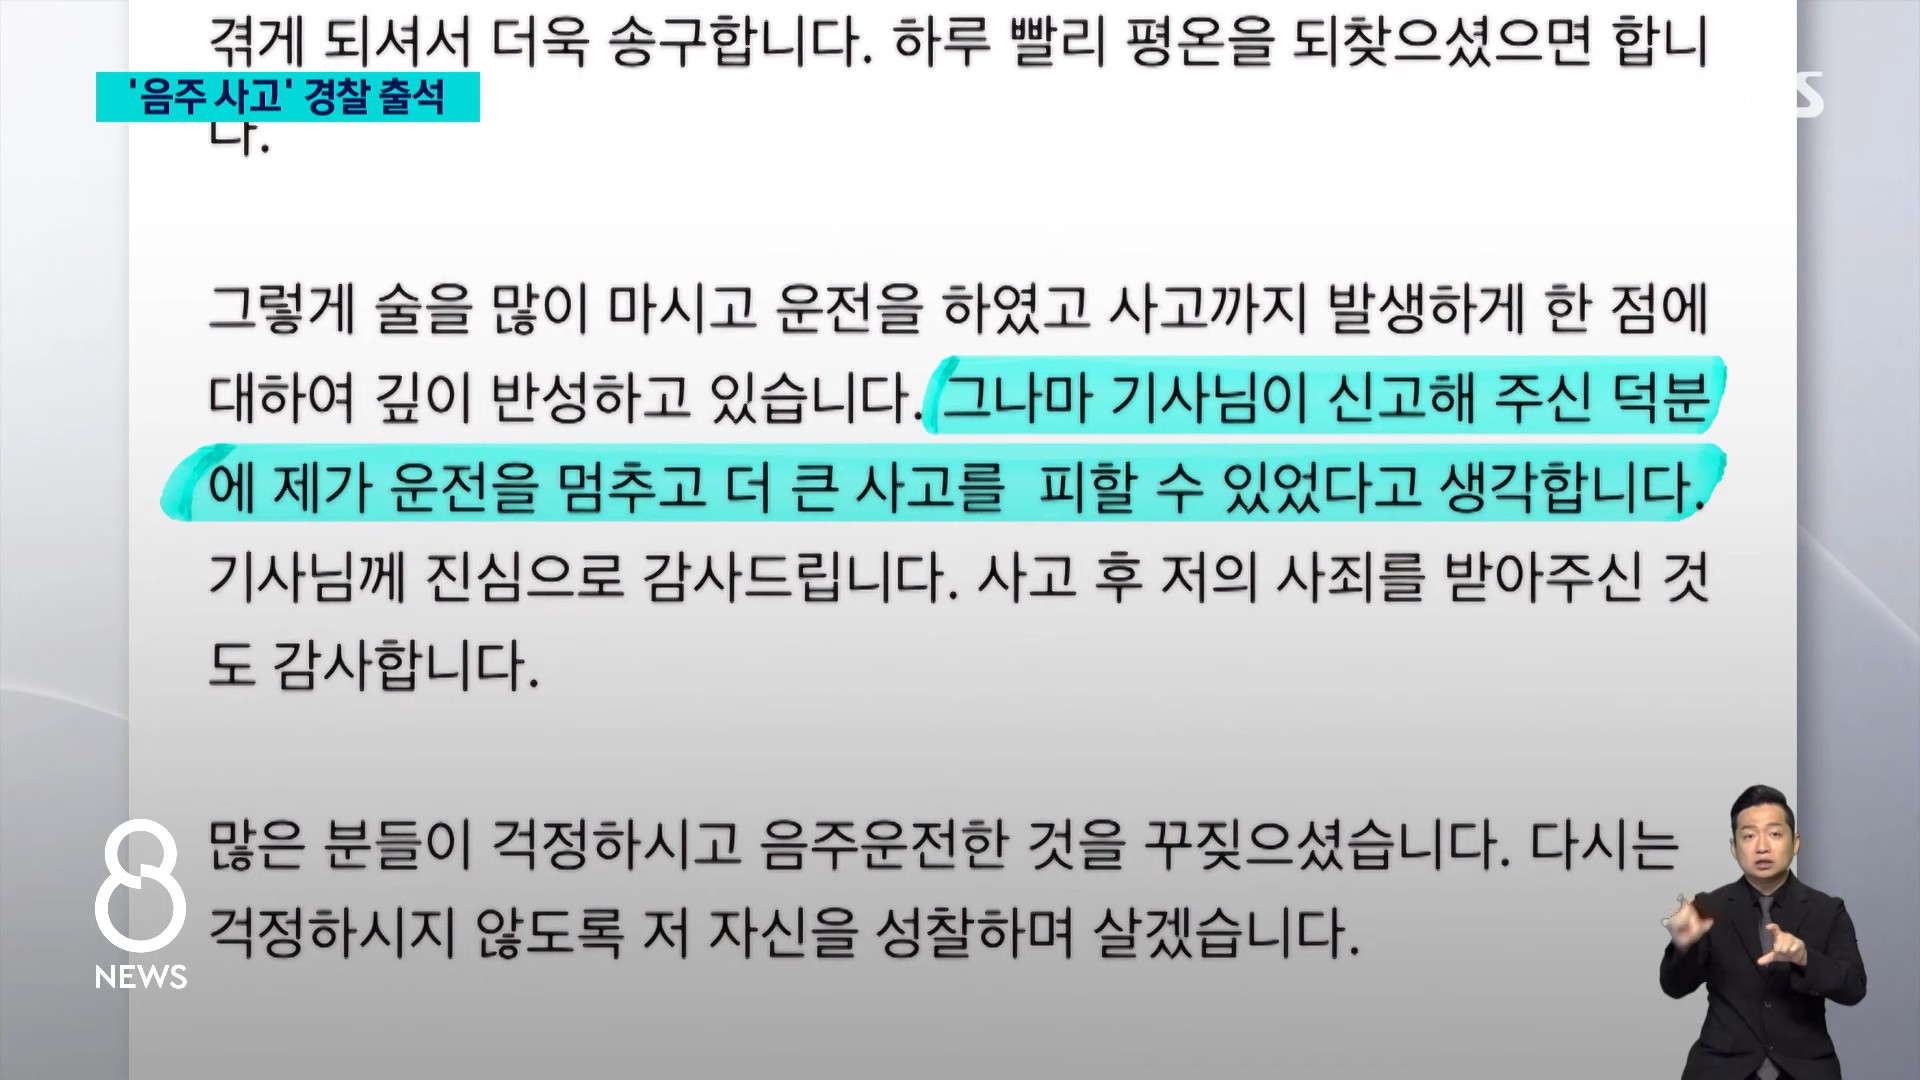 겪게 되셔서 더욱 송구합니다. 하루 빨리 평온을 되찾으셨으면 합니
'음주 사고' 경찰 출석
다.
그렇게 술을 많이 마시고 운전을 하였고 사고까지 발생하게 한 점에
대하여 깊이 반성하고 있습니다. 그나마 기사님이 신고해 주신 덕분
에 제가 운전을 멈추고 더 큰 사고를 피할 수 있었다고 생각합니다.
기사님께 진심으로 감사드립니다. 사고 후 저의 사죄를 받아주신 것
도 감사합니다.
많은 분들이 걱정하시고 음주운전한 것을 꾸짖으셨습니다. 다시는
걱정하시지 않도록 저 자신을 성찰하며 살겠습니다.
8
NEWS